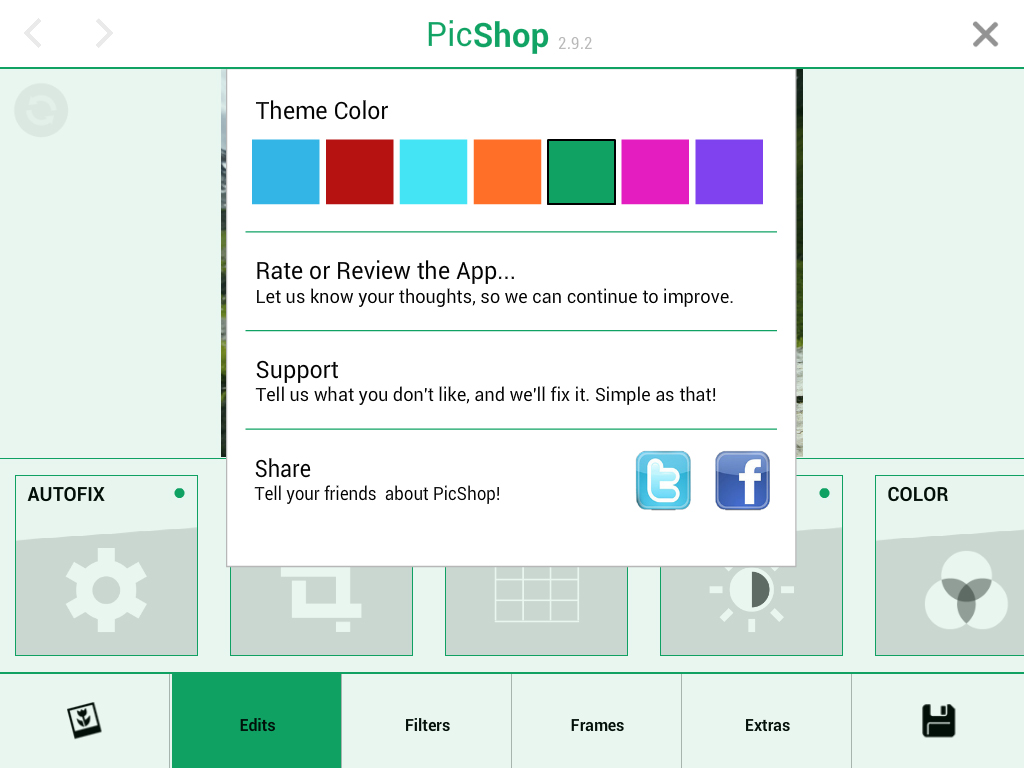 PicShop 2.9.2
Theme Color
Rate or Review the App...
Let us know your thoughts, so we can continue to improve.
Support
Tell us what you don't like, and we'll fix it. Simple as that!
Share
Tell your friends  about PicShop!
AUTOFIX
COLOR
Edits
Filters
Frames
Extras